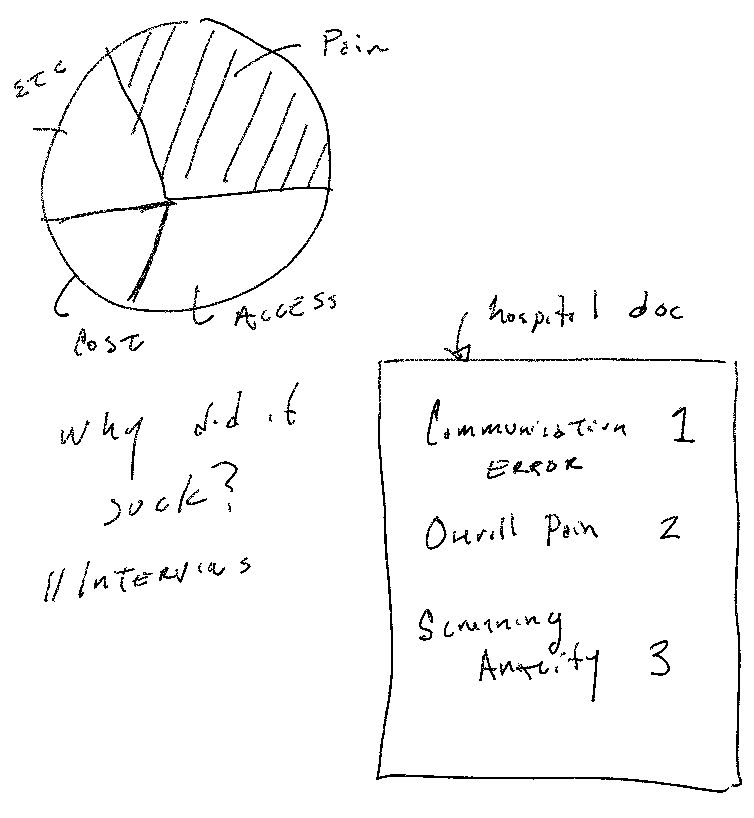 Pain
ETC
ACCESS
COST
Why did it
suck?
// INTERVIEWS
hospital doc
Communication 1
ERROR
Overall Pain 2
Screening
Anxeity 3